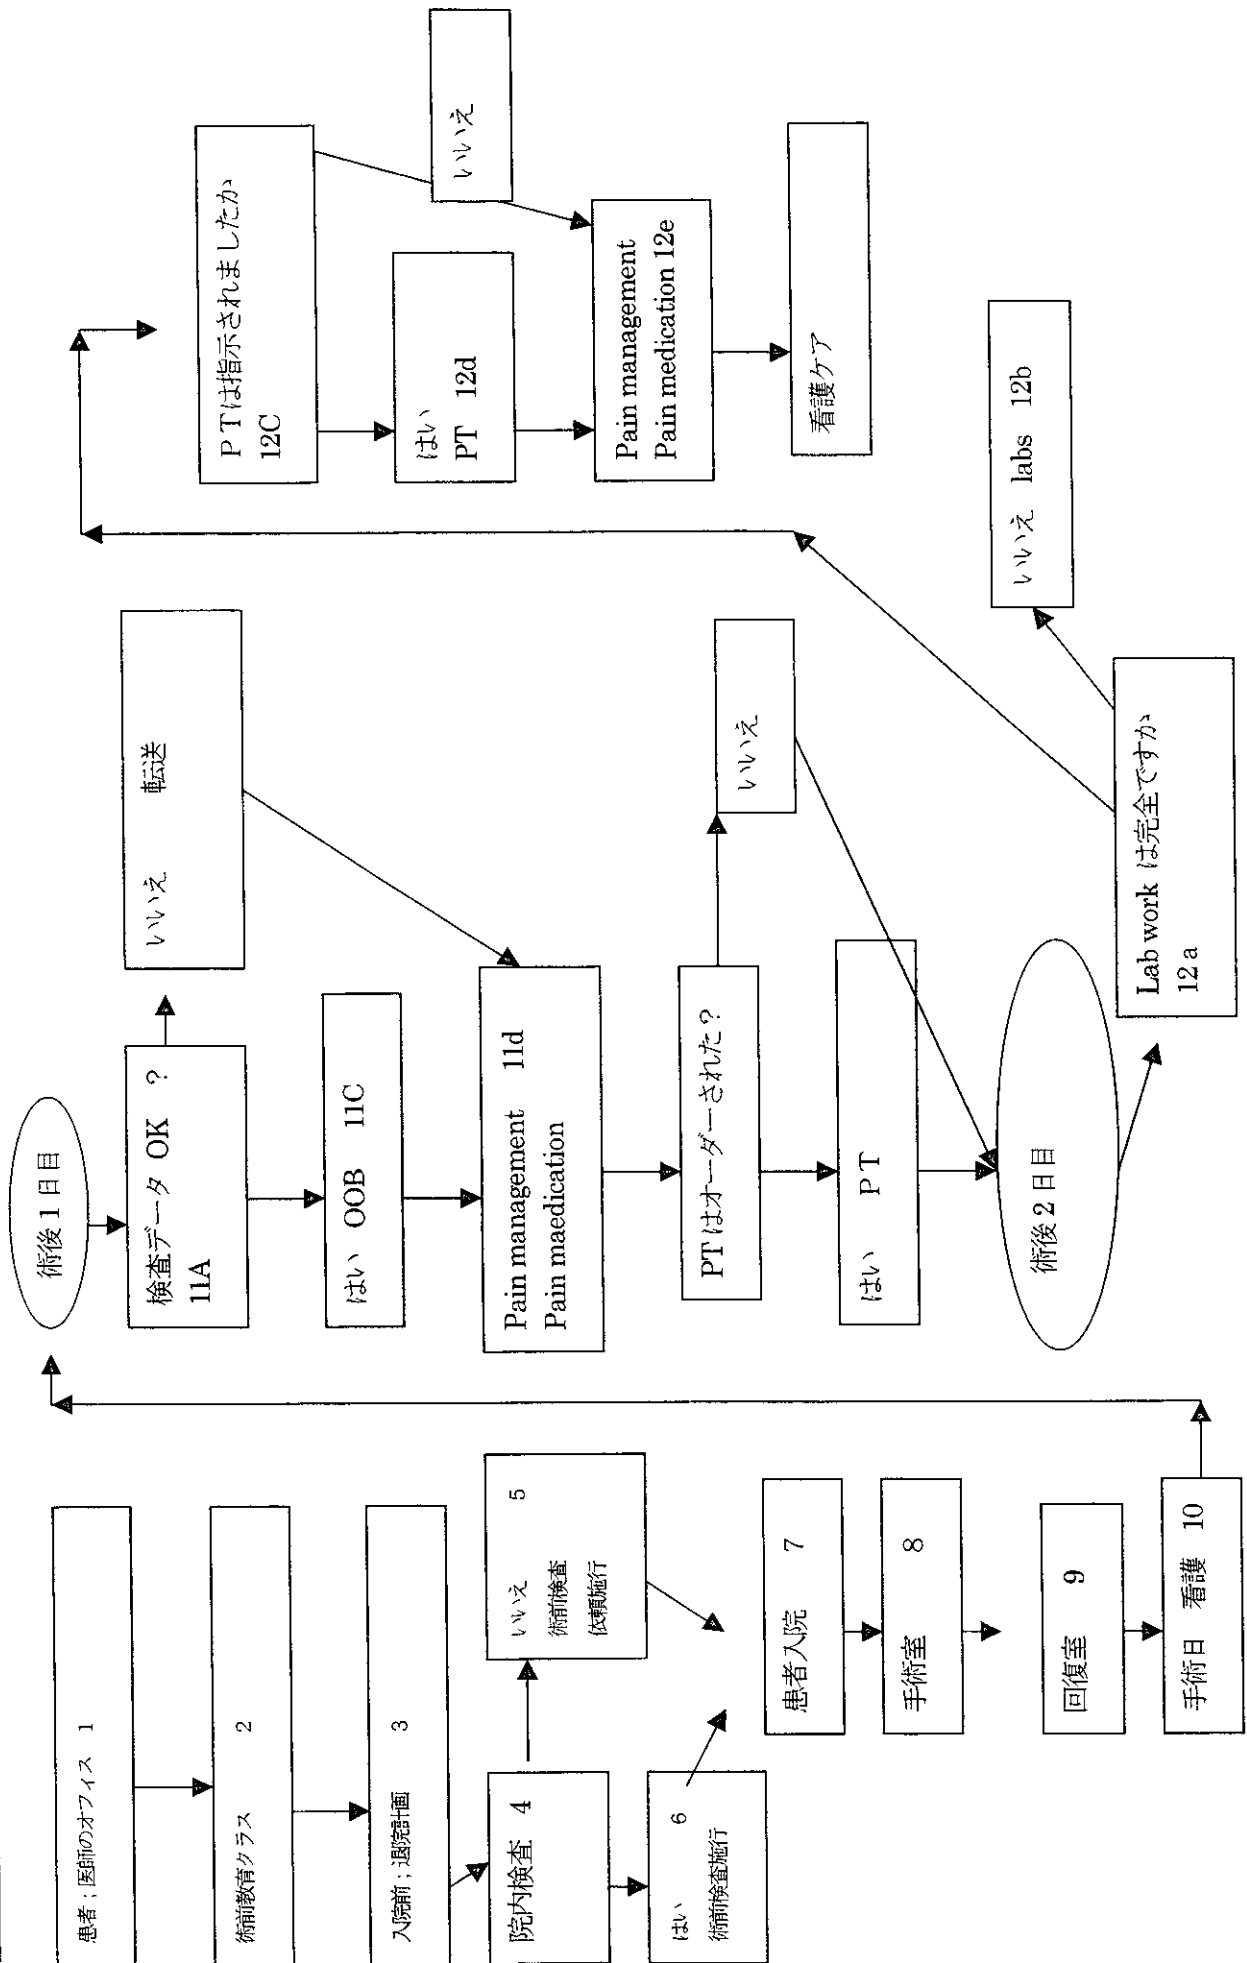 患者；医師のオフィス 1
術前教育クラス 2
入院前；退院計画 3
院内検査 4
いいえ 5
術前検査
依頼施行
はい 6
術前検査施行
患者入院 7
手術室 8
回復室 9
手術日 看護 10
術後1日目
検査データ OK ？
11A
いいえ 転送
はい OOB 11C
Pain management 11d
Pain maedication
PTはオーダーされた？
いいえ
はい PT
術後2日目
Lab work は完全ですか
12a
いいえ labs 12b
PTは指示されましたか
12C
はい
PT 12d
いいえ
Pain management
Pain medication 12e
看護ケア